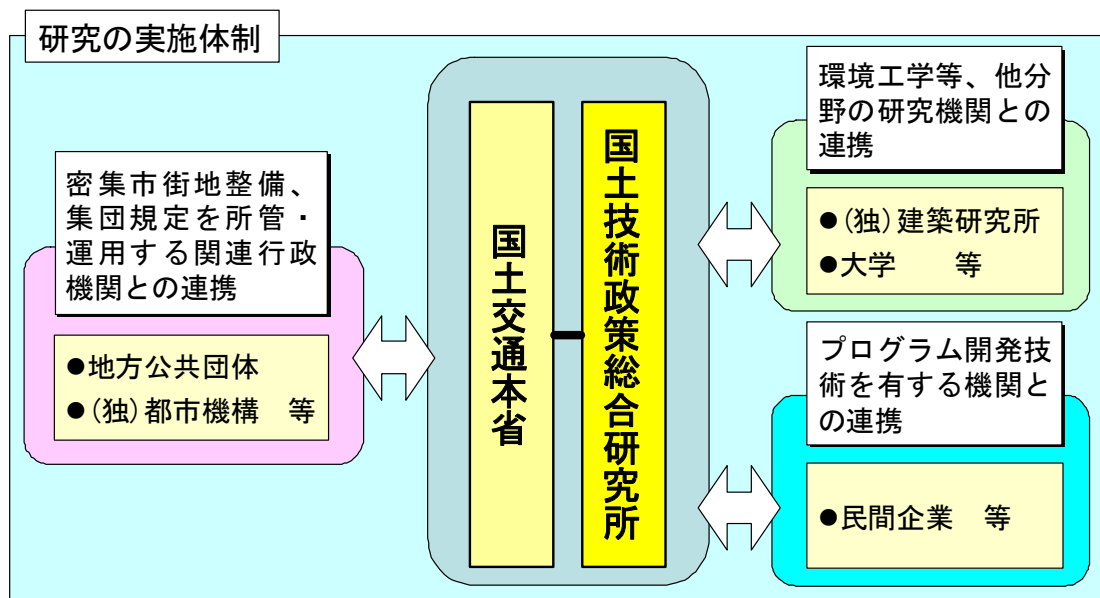 研究の実施体制
密集市街地整備、
集団規定を所管・
運用する関連行政
機関との連携
●地方公共団体
●(独)都市機構　等
国土交通本省
国土技術政策総合研究所
環境工学等、他分
野の研究機関との
連携
●(独)建築研究所
●大学　　等
プログラム開発技
術を有する機関と
の連携
●民間企業　等